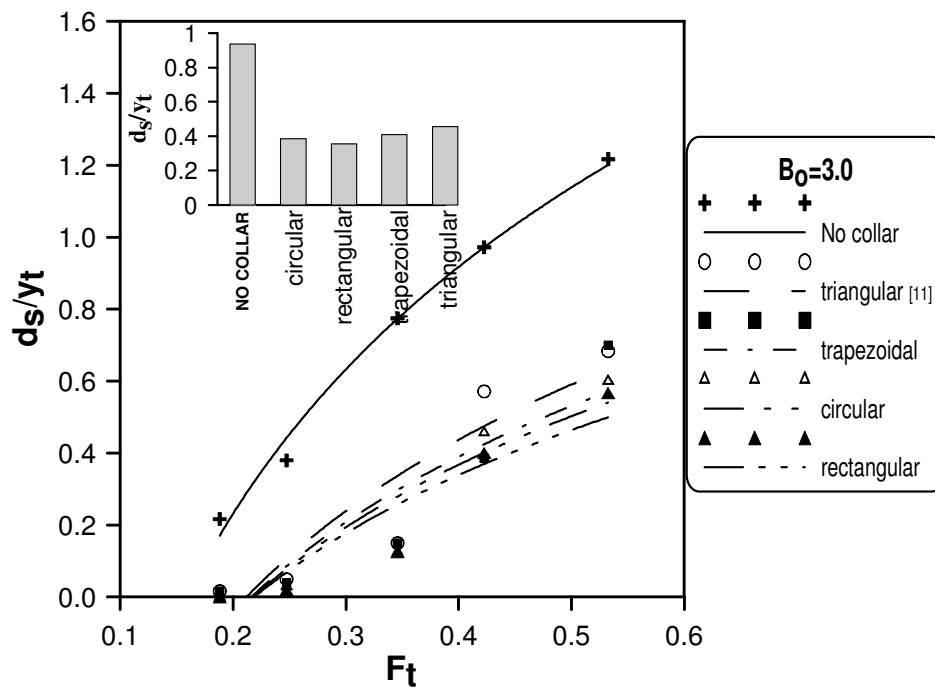 1.6
1.4
1.2
1.0
0.8
0.6
0.4
0.2
0.0
ds/yt
0.1 0.2 0.3 0.4 0.5 0.6
Ft
1
0.8
0.6
0.4
0.2
0
ds/yt
NO COLLAR
circular
rectangular
trapezoidal
triangular
Bo=3.0
No collar
triangular [11]
trapezoidal
circular
rectangular